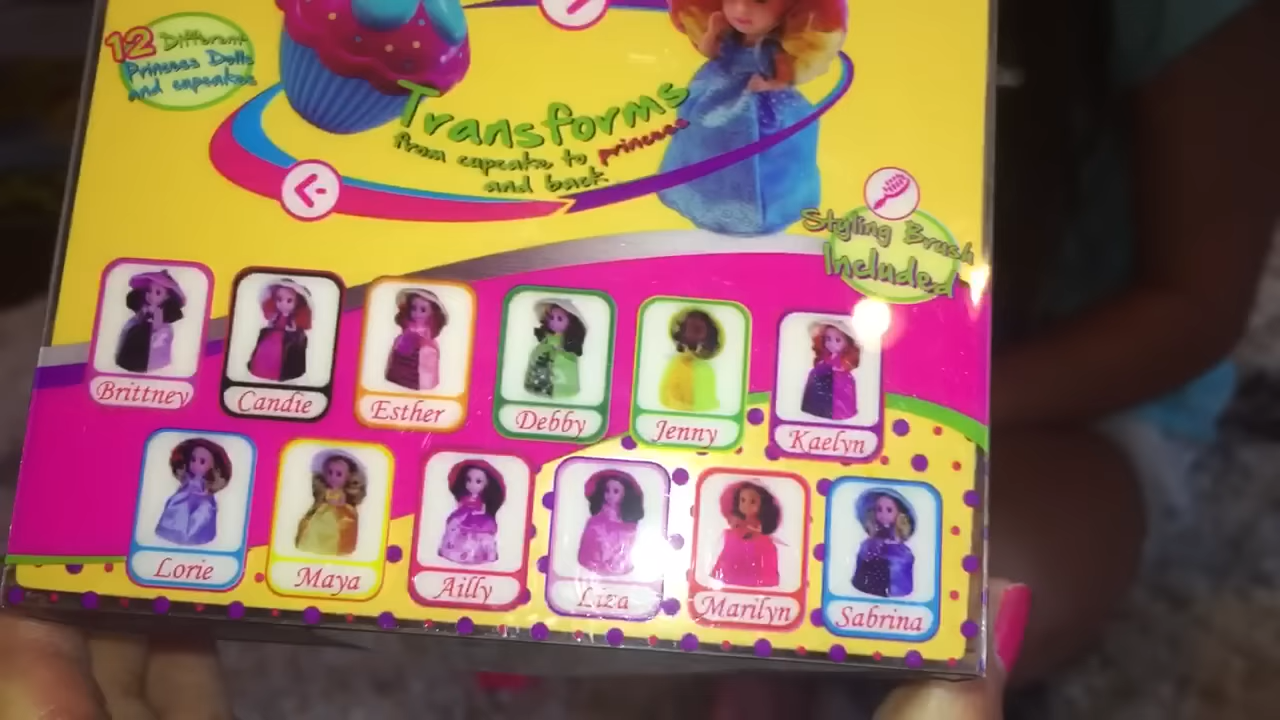 12 Different
Princess Dolls
and cupcakes
Transforms
from cupcake to princess
and back
Styling Brush
Included
Brittney
Candie
Esther
Debby
Jenny
Kaelyn
Lorie
Maya
Ailly
Liza
Marilyn
Sabrina